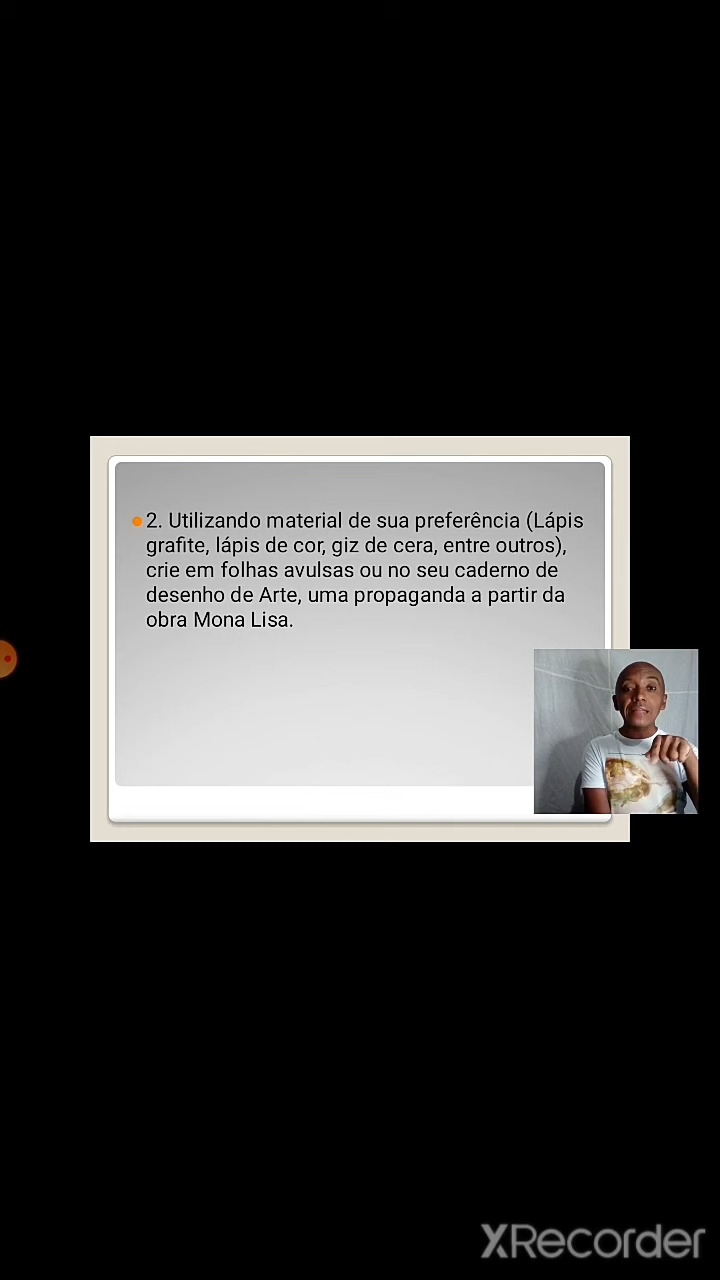 2. Utilizando material de sua preferência (Lápis
grafite, lápis de cor, giz de cera, entre outros),
crie em folhas avulsas ou no seu caderno de
desenho de Arte, uma propaganda a partir da
obra Mona Lisa.
XRecorder